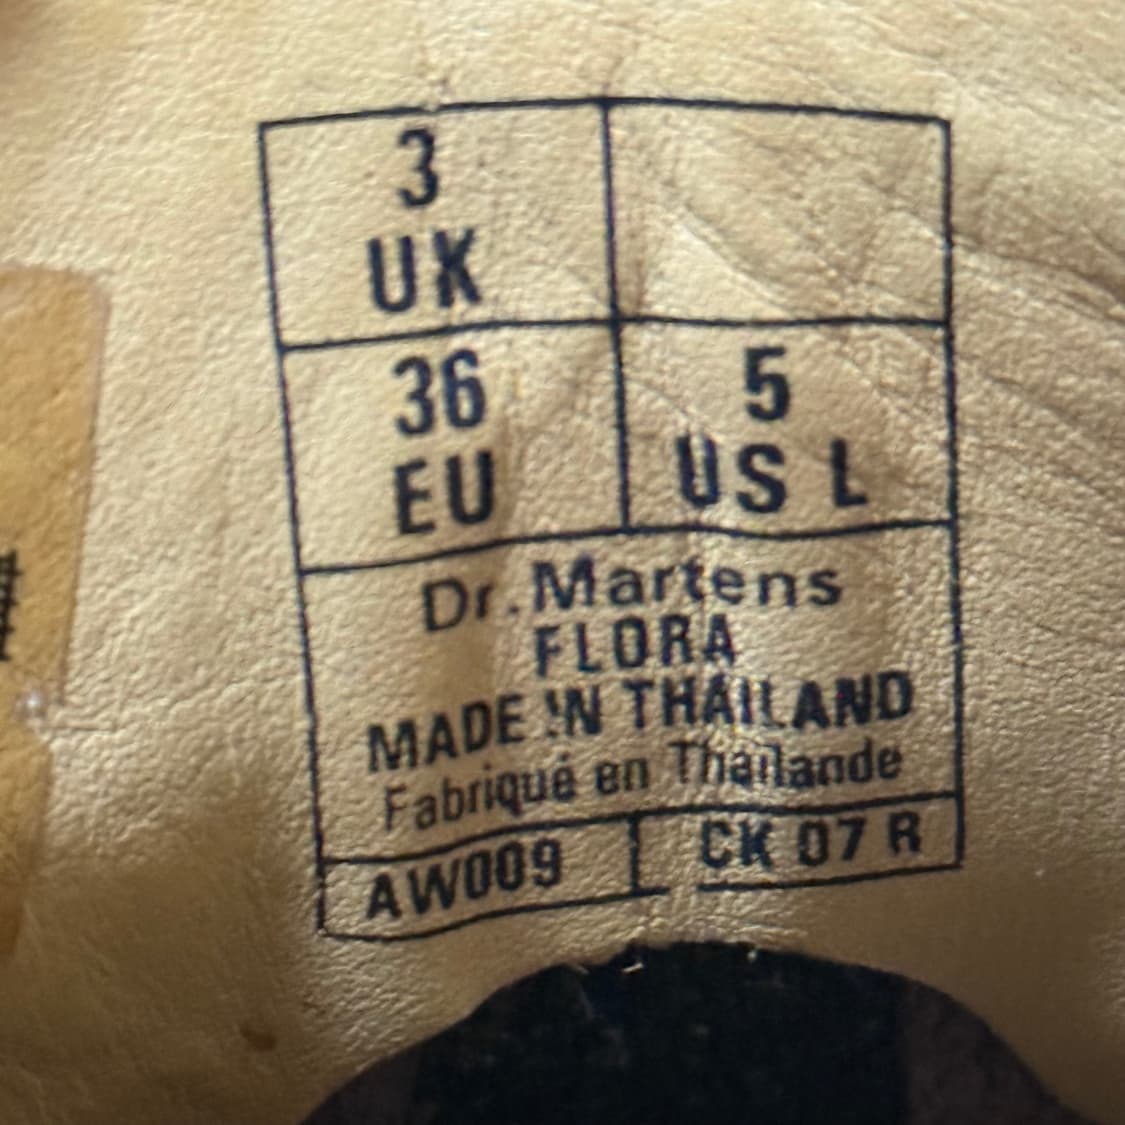 3
UK
36
EU
5
US L
Dr.Martens
FLORA
MADE IN THAILAND
Fabriqué en Thaïlande
AW009
CK 07 R